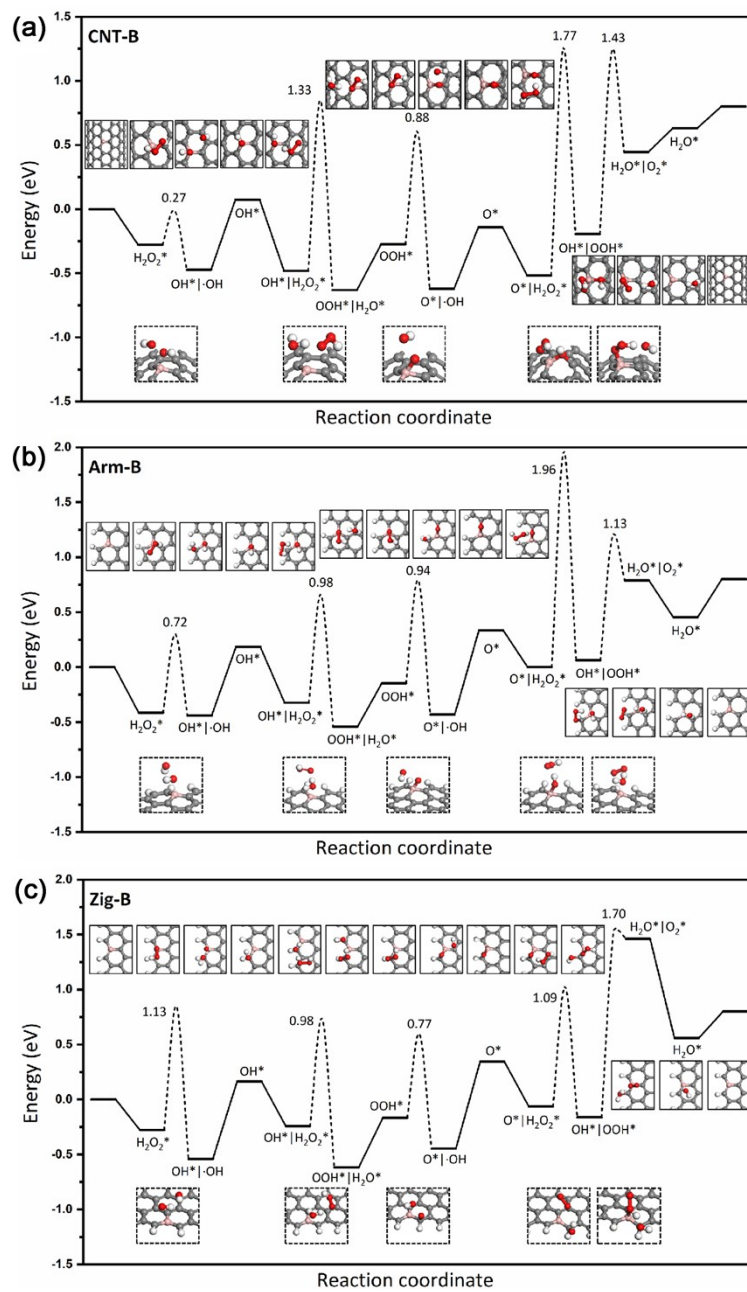 (a)
CNT-B
Energy (eV)
1.5
1.0
0.5
0.0
-0.5
-1.0
-1.5
0.27
1.33
0.88
1.77
1.43
H₂O₂*
OH*|·OH
OH*
OH*|H₂O₂*
OOH*|H₂O*
OOH*
O*|·OH
O*
O*|H₂O₂*
OH*|OOH*
H₂O*|O₂*
H₂O*
Reaction coordinate
(b)
Arm-B
Energy (eV)
2.0
1.5
1.0
0.5
0.0
-0.5
-1.0
-1.5
0.72
0.98
0.94
1.96
1.13
H₂O₂*
OH*|·OH
OH*
OH*|H₂O₂*
OOH*|H₂O*
OOH*
O*|·OH
O*
O*|H₂O₂*
OH*|OOH*
H₂O*|O₂*
H₂O*
Reaction coordinate
(c)
Zig-B
Energy (eV)
2.0
1.5
1.0
0.5
0.0
-0.5
-1.0
-1.5
1.13
0.98
0.77
1.09
1.70
H₂O₂*
OH*|·OH
OH*
OH*|H₂O₂*
OOH*|H₂O*
OOH*
O*|·OH
O*
O*|H₂O₂*
OH*|OOH*
H₂O*|O₂*
H₂O*
Reaction coordinate